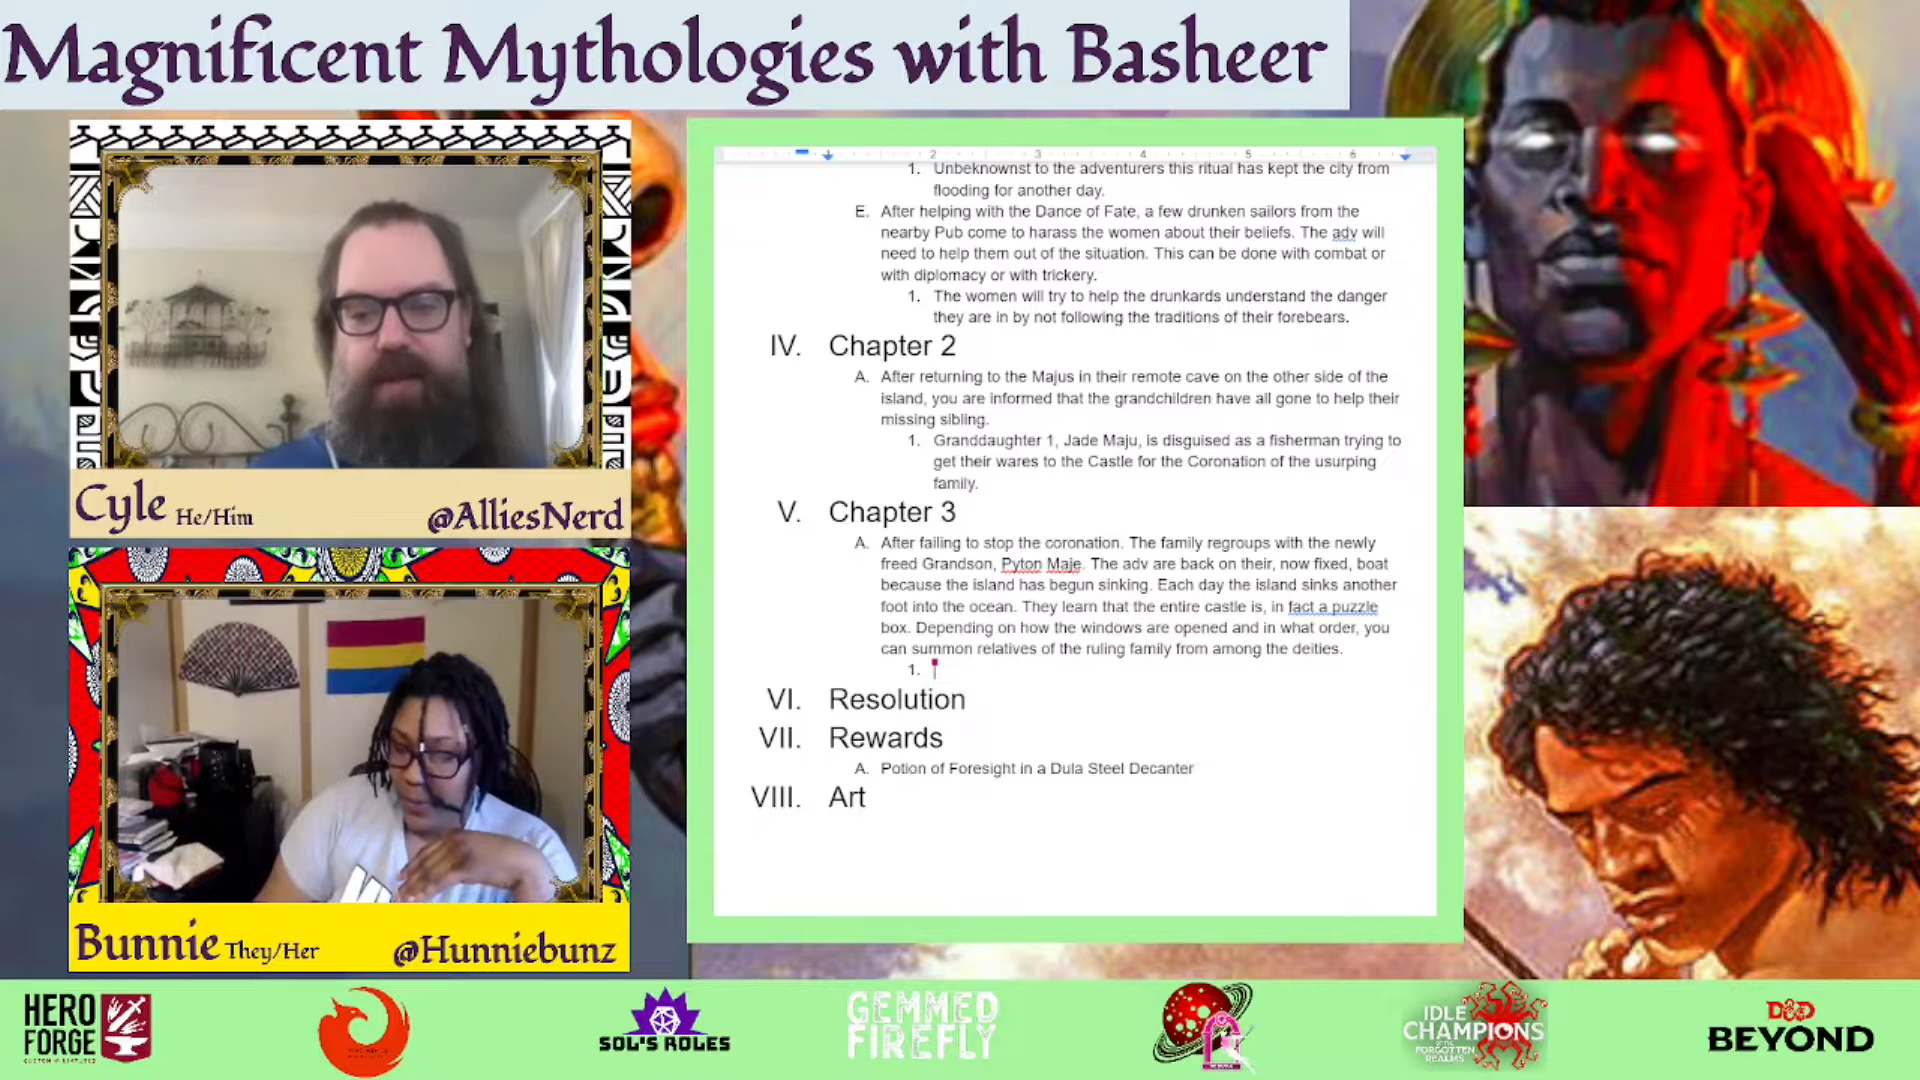 Magnificent Mythologies with Basheer
Cyle He/Him @AlliesNerd
Bunnie They/Her @Hunniebunz
2 3 4 5 6
1. Unbeknownst to the adventurers this ritual has kept the city from
flooding for another day.
E. After helping with the Dance of Fate, a few drunken sailors from the
nearby Pub come to harass the women about their beliefs. The adv will
need to help them out of the situation. This can be done with combat or
with diplomacy or with trickery.
1. The women will try to help the drunkards understand the danger
they are in by not following the traditions of their forebears.
IV. Chapter 2
A. After returning to the Majus in their remote cave on the other side of the
island, you are informed that the grandchildren have all gone to help their
missing sibling.
1. Granddaughter 1, Jade Maju, is disguised as a fisherman trying to
get their wares to the Castle for the Coronation of the usurping
family.
V. Chapter 3
A. After failing to stop the coronation. The family regroups with the newly
freed Grandson, Pyton Maje. The adv are back on their, now fixed, boat
because the island has begun sinking. Each day the island sinks another
foot into the ocean. They learn that the entire castle is, in fact a puzzle
box. Depending on how the windows are opened and in what order, you
can summon relatives of the ruling family from among the deities.
1.
VI. Resolution
VII. Rewards
A. Potion of Foresight in a Dula Steel Decanter
VIII. Art
HERO
FORGE
SOL'S ROLES
GEMMED
FIREFLY
IDLE
CHAMPIONS
OF THE
FORGOTTEN
REALMS
D&D
BEYOND